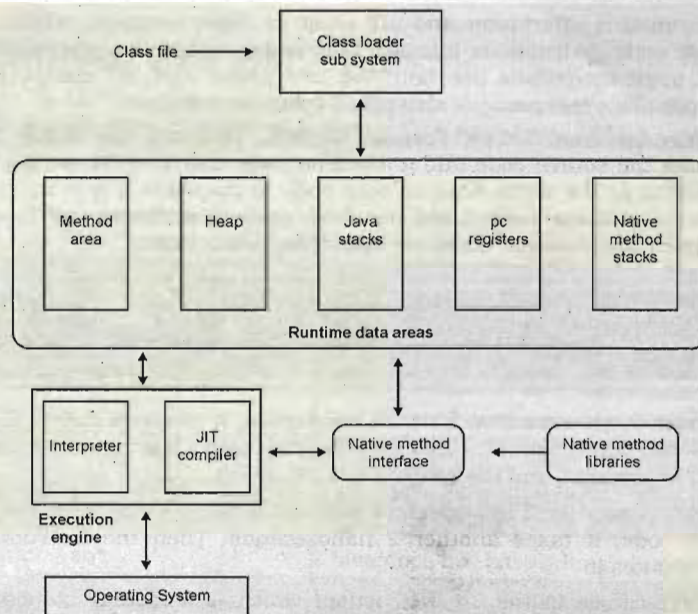 Class file
Class loader
sub system
Method
area
Heap
Java
stacks
pc
registers
Native
method
stacks
Runtime data areas
Interpreter
JIT
compiler
Native method
interface
Native method
libraries
Execution
engine
Operating System